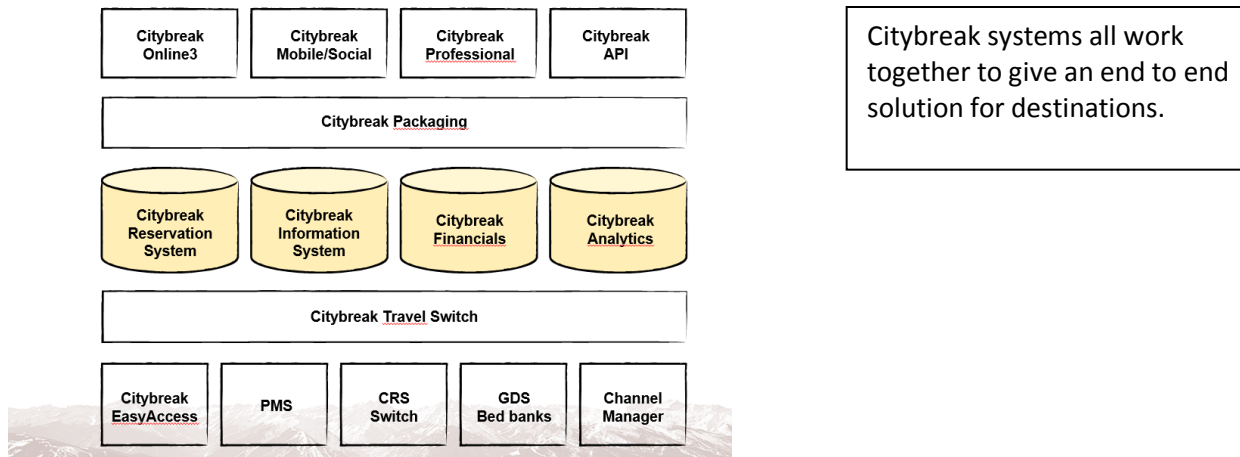 Citybreak
Online3
Citybreak
Mobile/Social
Citybreak
Professional
Citybreak
API
Citybreak Packaging
Citybreak
Reservation
System
Citybreak
Information
System
Citybreak
Financials
Citybreak
Analytics
Citybreak Travel Switch
Citybreak
EasyAccess
PMS
CRS
Switch
GDS
Bed banks
Channel
Manager
Citybreak systems all work
together to give an end to end
solution for destinations.